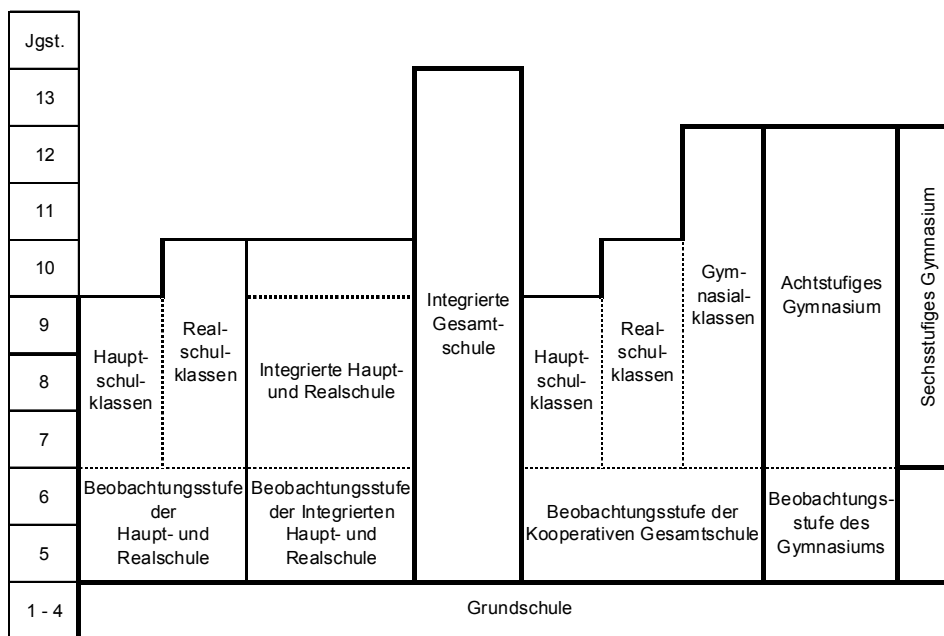 Jgst.
13
12
11
10
9
8
7
6
5
1 - 4
Haupt-
schul-
klassen
Real-
schul-
klassen
Beobachtungsstufe
der
Haupt- und
Realschule
Integrierte Haupt-
und Realschule
Beobachtungsstufe
der Integrierten
Haupt- und
Realschule
Integrierte
Gesamt-
schule
Haupt-
schul-
klassen
Real-
schul-
klassen
Gym-
nasial-
klassen
Beobachtungsstufe der
Kooperativen Gesamtschule
Achtstufiges
Gymnasium
Beobachtungs-
stufe des
Gymnasiums
Sechsstufiges Gymnasium
Grundschule